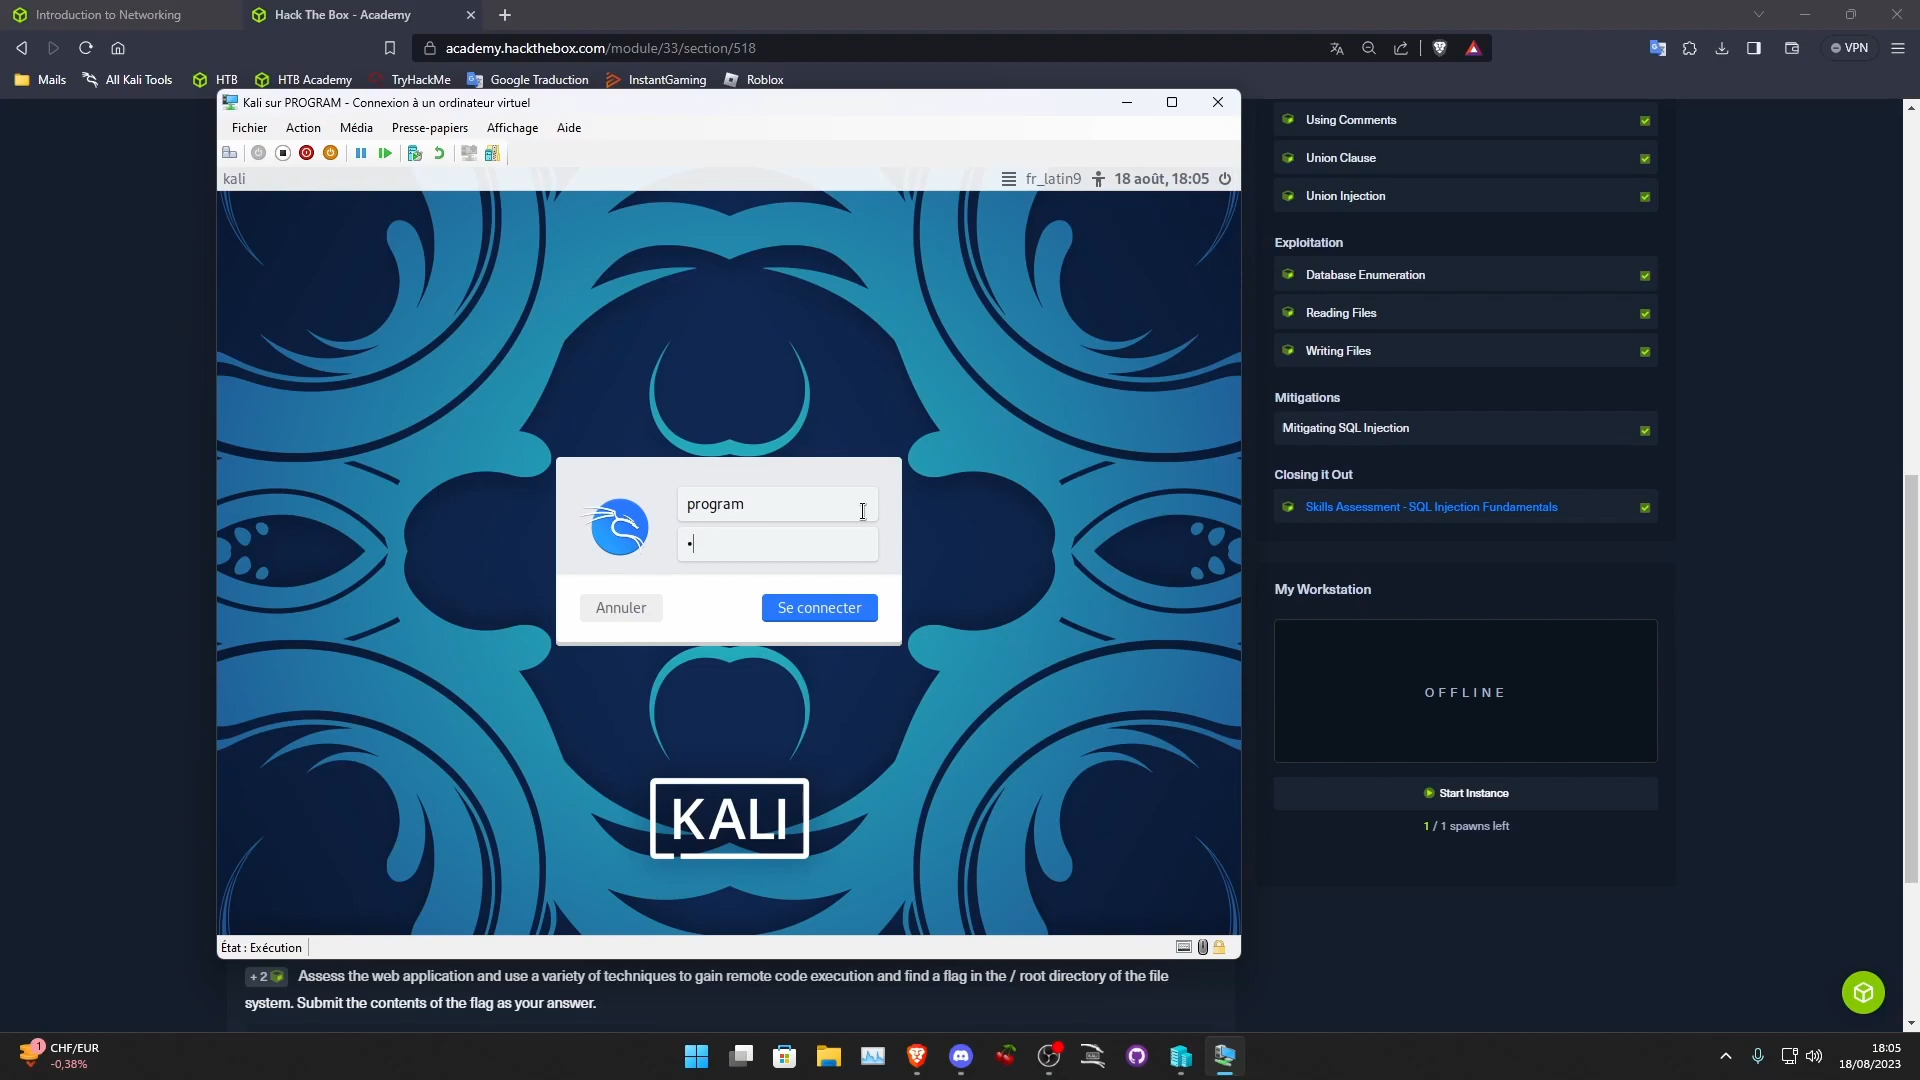 Introduction to Networking
Hack The Box - Academy
academy.hackthebox.com/module/33/section/518
VPN
Mails
All Kali Tools
HTB
HTB Academy
TryHackMe
Google Traduction
InstantGaming
Roblox
Kali sur PROGRAM - Connexion à un ordinateur virtuel
Fichier Action Média Presse-papiers Affichage Aide
kali
fr_latin9
18 août, 18:05
program
Annuler
Se connecter
KALI
État : Exécution
Using Comments
Union Clause
Union Injection
Exploitation
Database Enumeration
Reading Files
Writing Files
Mitigations
Mitigating SQL Injection
Closing it Out
Skills Assessment - SQL Injection Fundamentals
My Workstation
OFFLINE
Start Instance
1 / 1 spawns left
+ 2 Assess the web application and use a variety of techniques to gain remote code execution and find a flag in the / root directory of the file
system. Submit the contents of the flag as your answer.
1
CHF/EUR
-0,38%
18:05
18/08/2023